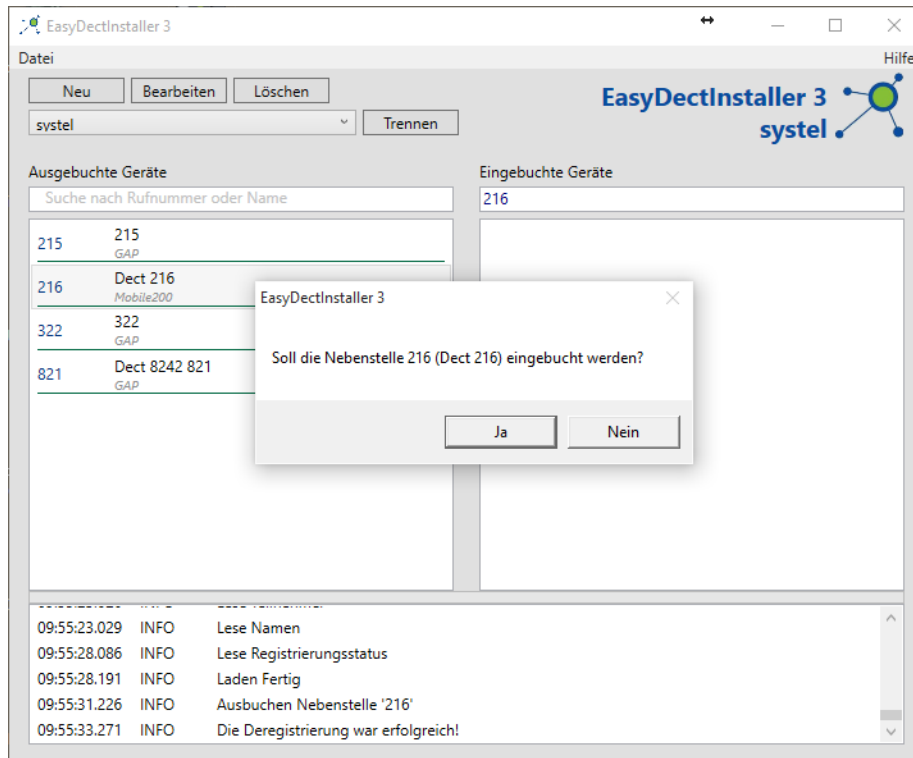 EasyDectInstaller 3
Datei
Hilfe
Neu
Bearbeiten
Löschen
systel
Trennen
EasyDectInstaller 3
systel
Ausgebuchte Geräte
Suche nach Rufnummer oder Name
215 215
GAP
216 Dect 216
Mobile200
322 322
GAP
821 Dect 8242 821
GAP
Eingebuchte Geräte
216
EasyDectInstaller 3
Soll die Nebenstelle 216 (Dect 216) eingebucht werden?
Ja
Nein
09:55:23.029 INFO Lese Namen
09:55:28.086 INFO Lese Registrierungsstatus
09:55:28.191 INFO Laden Fertig
09:55:31.226 INFO Ausbuchen Nebenstelle '216'
09:55:33.271 INFO Die Deregistrierung war erfolgreich!